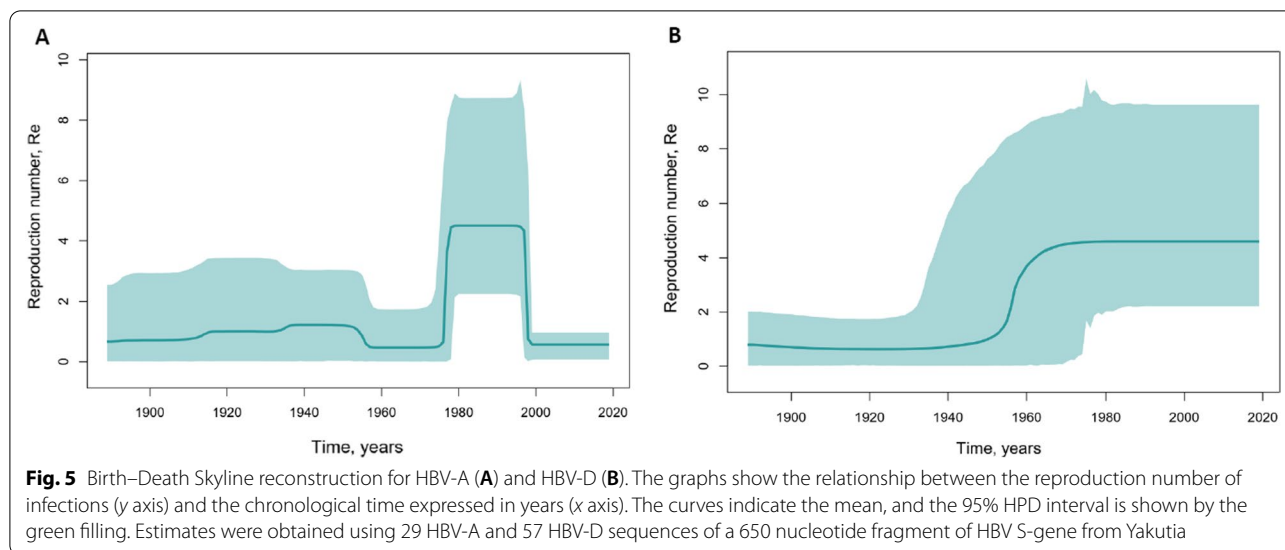 A
B
10
8
6
4
2
0
Reproduction number, Re
1900 1920 1940 1960 1980 2000 2020
Time, years
10
8
6
4
2
0
Reproduction number, Re
1900 1920 1940 1960 1980 2000 2020
Time, years
Fig. 5 Birth–Death Skyline reconstruction for HBV-A (A) and HBV-D (B). The graphs show the relationship between the reproduction number of
infections (y axis) and the chronological time expressed in years (x axis). The curves indicate the mean, and the 95% HPD interval is shown by the
green filling. Estimates were obtained using 29 HBV-A and 57 HBV-D sequences of a 650 nucleotide fragment of HBV S-gene from Yakutia